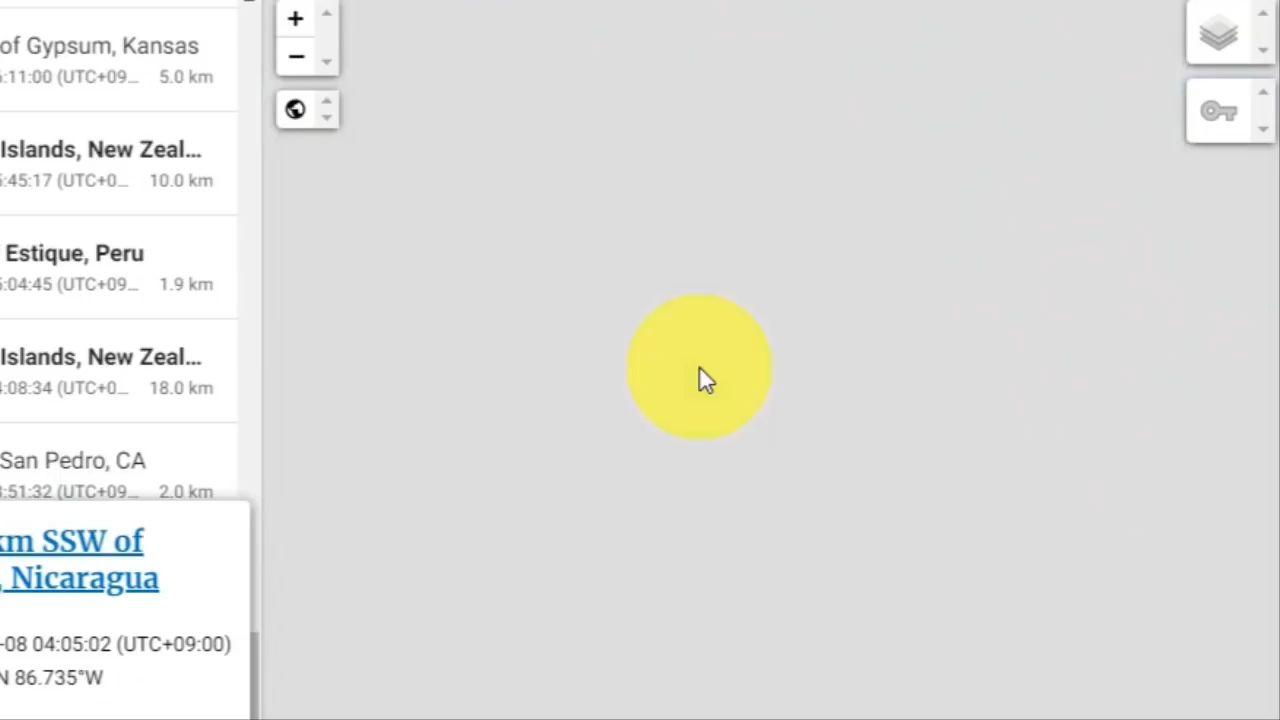 of Gypsum, Kansas
:11:00 (UTC+09... 5.0 km
Islands, New Zeal...
:45:17 (UTC+0... 10.0 km
Estique, Peru
:04:45 (UTC+09... 1.9 km
Islands, New Zeal...
:08:34 (UTC+0... 18.0 km
San Pedro, CA
:51:32 (UTC+09... 2.0 km
km SSW of
, Nicaragua
-08 04:05:02 (UTC+09:00)
N 86.735°W
+
−